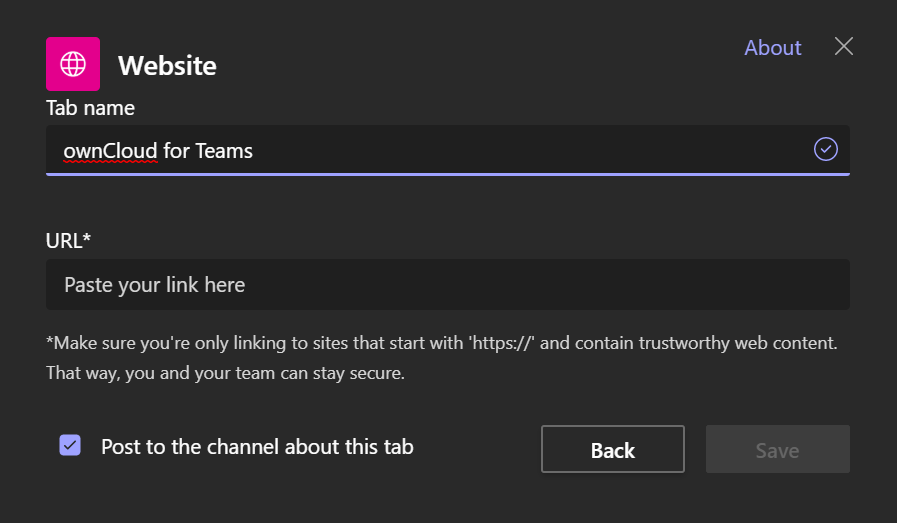 About
Website
Tab name
ownCloud for Teams
URL*
Paste your link here
*Make sure you're only linking to sites that start with 'https://' and contain trustworthy web content.
That way, you and your team can stay secure.
Post to the channel about this tab
Back
Save